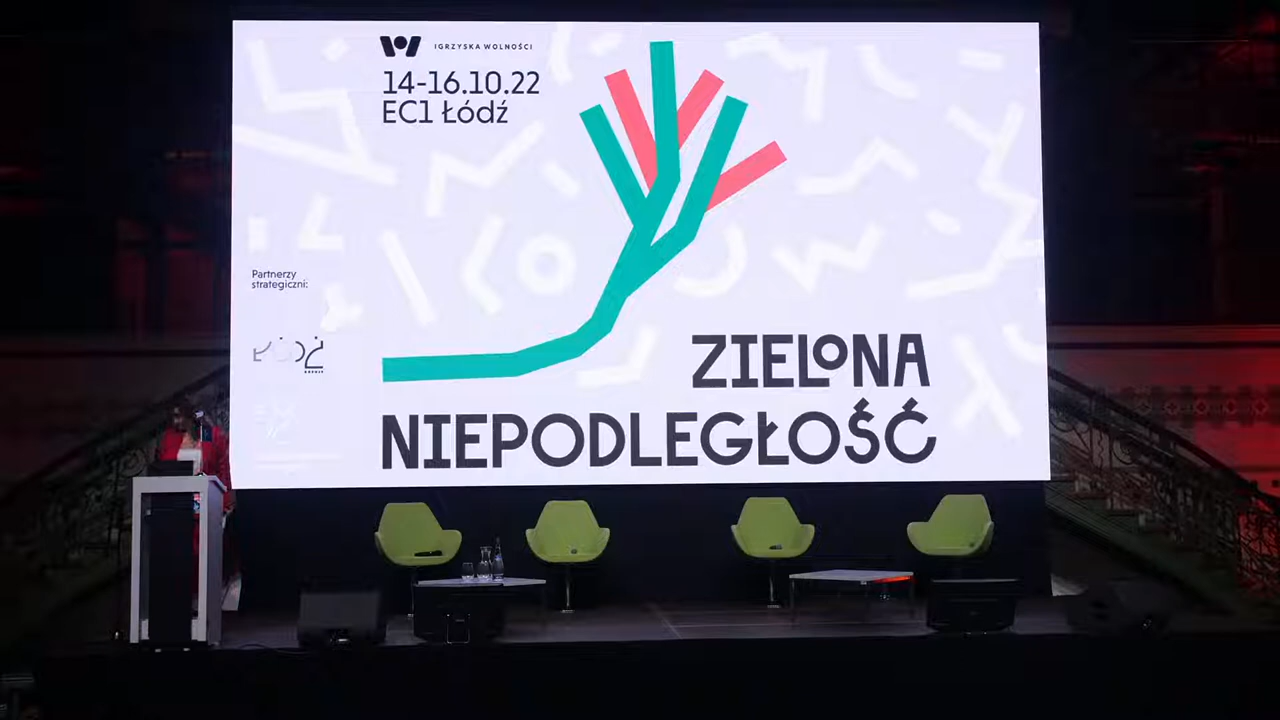 IGRZYSKA WOLNOŚCI
14-16.10.22
EC1 Łódź
Partnerzy
strategiczni:
ZIELONA
NIEPODLEGŁOŚĆ